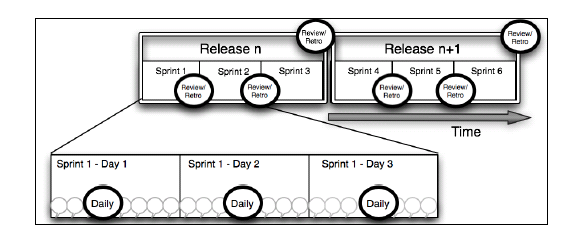 Review/
Retro
Review/
Retro
Release n
Release n+1
Sprint 1
Sprint 2
Sprint 3
Sprint 4
Sprint 5
Sprint 6
Review/
Retro
Review/
Retro
Review/
Retro
Review/
Retro
Time
Sprint 1 - Day 1
Sprint 1 - Day 2
Sprint 1 - Day 3
Daily
Daily
Daily